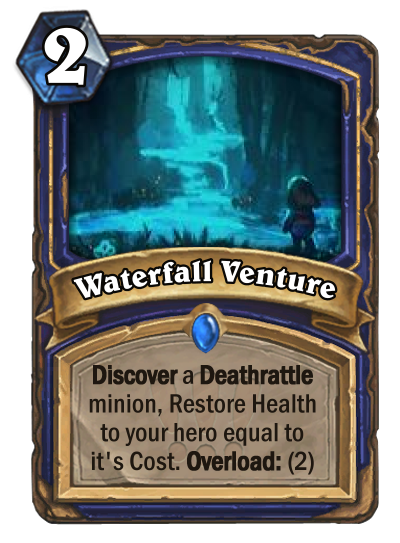 2
Waterfall Venture
Discover a Deathrattle
minion, Restore Health
to your hero equal to
it's Cost. Overload: (2)